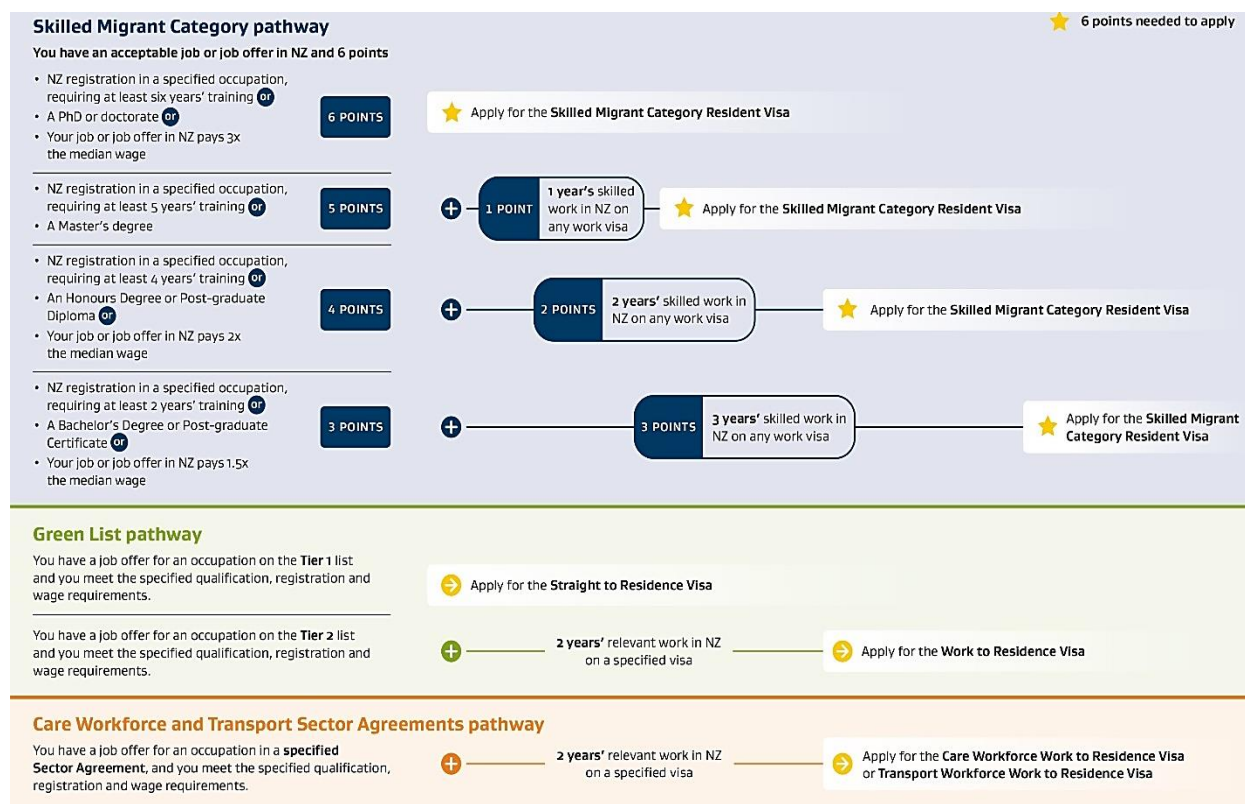 Skilled Migrant Category pathway
6 points needed to apply
You have an acceptable job or job offer in NZ and 6 points
• NZ registration in a specified occupation,
requiring at least six years' training or
• A PhD or doctorate or
• Your job or job offer in NZ pays 3x
the median wage
6 POINTS
Apply for the Skilled Migrant Category Resident Visa
• NZ registration in a specified occupation,
requiring at least 5 years' training or
• A Master's degree
5 POINTS
+
1 POINT
1 year's skilled
work in NZ on
any work visa
Apply for the Skilled Migrant Category Resident Visa
• NZ registration in a specified occupation,
requiring at least 4 years' training or
• An Honours Degree or Post-graduate
Diploma or
• Your job or job offer in NZ pays 2x
the median wage
4 POINTS
+
2 POINTS
2 years' skilled work in
NZ on any work visa
Apply for the Skilled Migrant Category Resident Visa
• NZ registration in a specified occupation,
requiring at least 2 years' training or
• A Bachelor's Degree or Post-graduate
Certificate or
• Your job or job offer in NZ pays 1.5x
the median wage
3 POINTS
+
3 POINTS
3 years' skilled work in
NZ on any work visa
Apply for the Skilled Migrant
Category Resident Visa
Green List pathway
You have a job offer for an occupation on the Tier 1 list
and you meet the specified qualification, registration and
wage requirements.
Apply for the Straight to Residence Visa
You have a job offer for an occupation on the Tier 2 list
and you meet the specified qualification, registration and
wage requirements.
+
2 years' relevant work in NZ
on a specified visa
Apply for the Work to Residence Visa
Care Workforce and Transport Sector Agreements pathway
You have a job offer for an occupation in a specified
Sector Agreement, and you meet the specified qualification,
registration and wage requirements.
+
2 years' relevant work in NZ
on a specified visa
Apply for the Care Workforce Work to Residence Visa
or Transport Workforce Work to Residence Visa